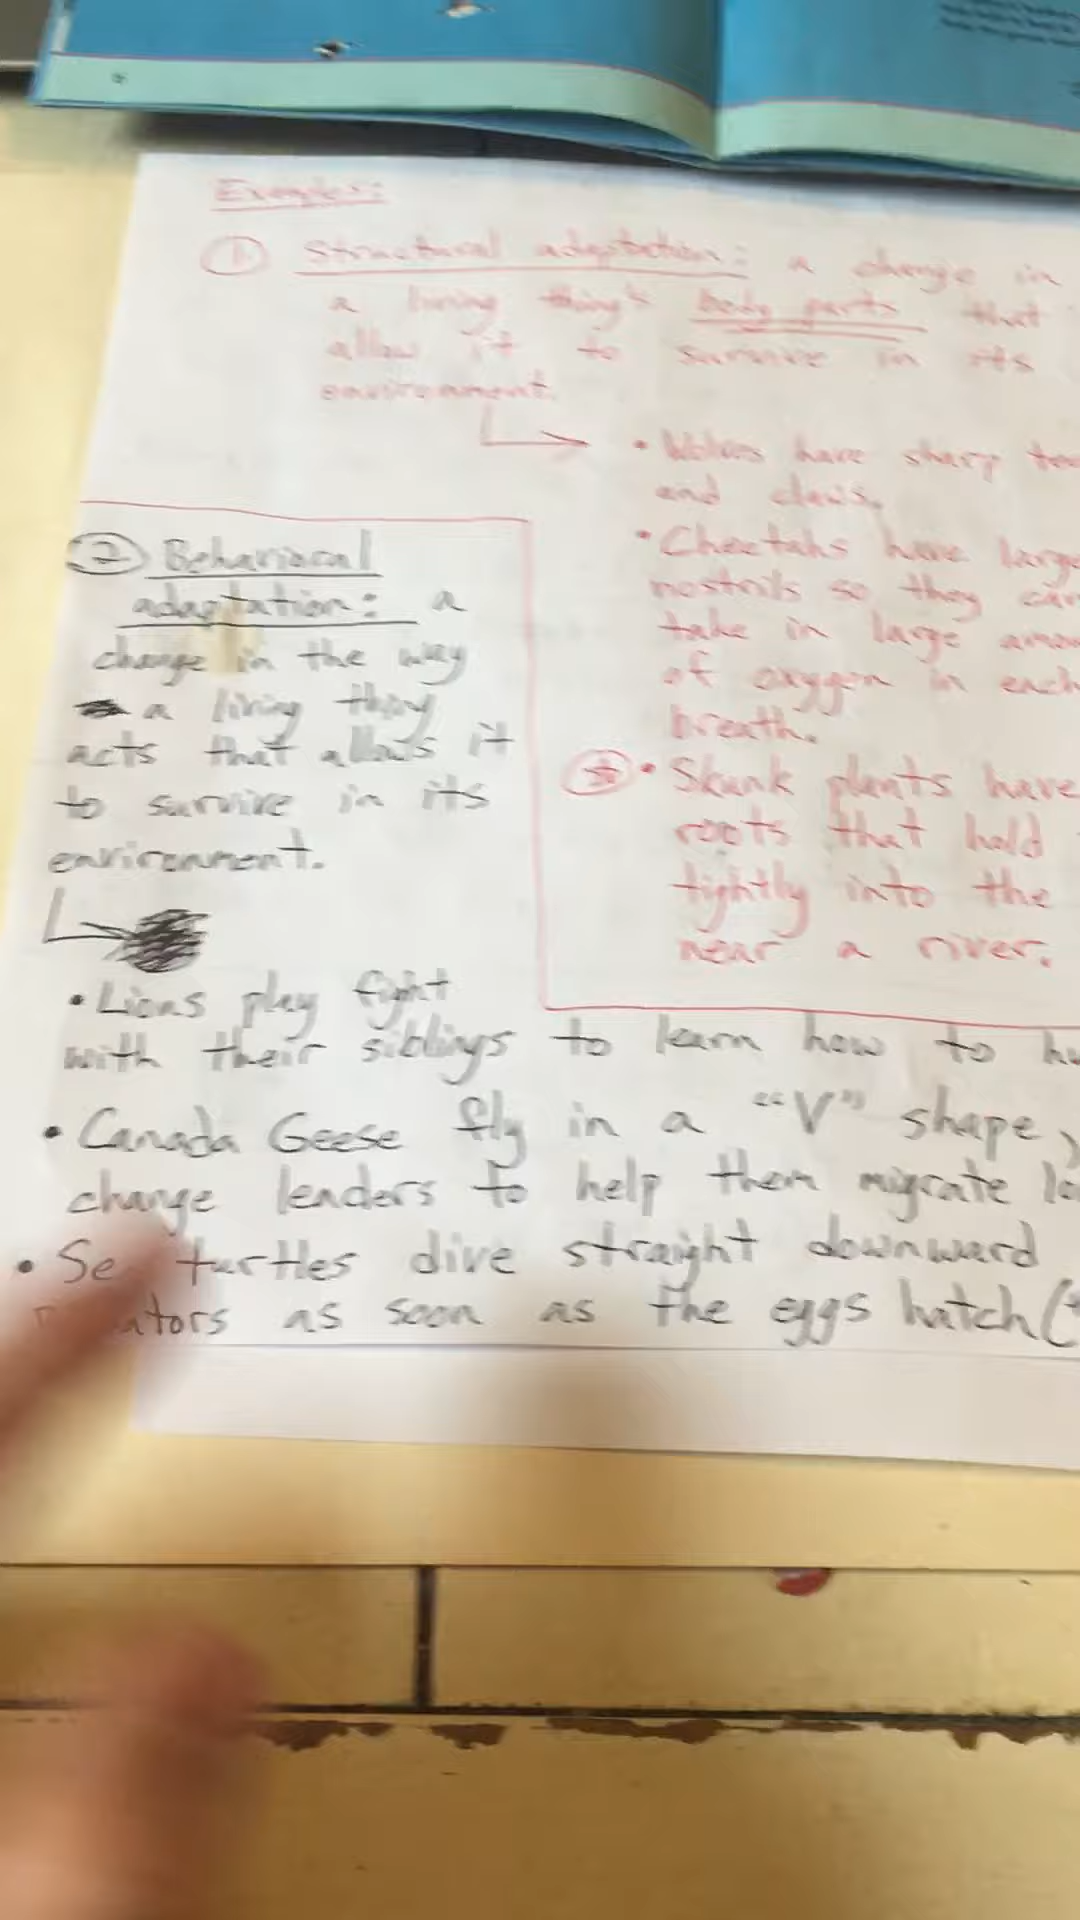 Examples:
① Structural adaptation: a change in
a living thing's body parts that
allow it to survive in its
environment.
• Wolves have sharp
and claws.
• Cheetahs have large
nostrils so they can
take in large
of oxygen in each
breath.
• Skunk plants have
roots that hold
tightly into the
near a river.
② Behavioral
adaptation: a
change in the way
a living thing
acts that allows it
to survive in its
environment.
• Lions play fight
with their siblings to learn how to
• Canada Geese fly in a "V" shape,
change leaders to help them migrate
• turtles dive straight downward
as soon as the eggs hatch